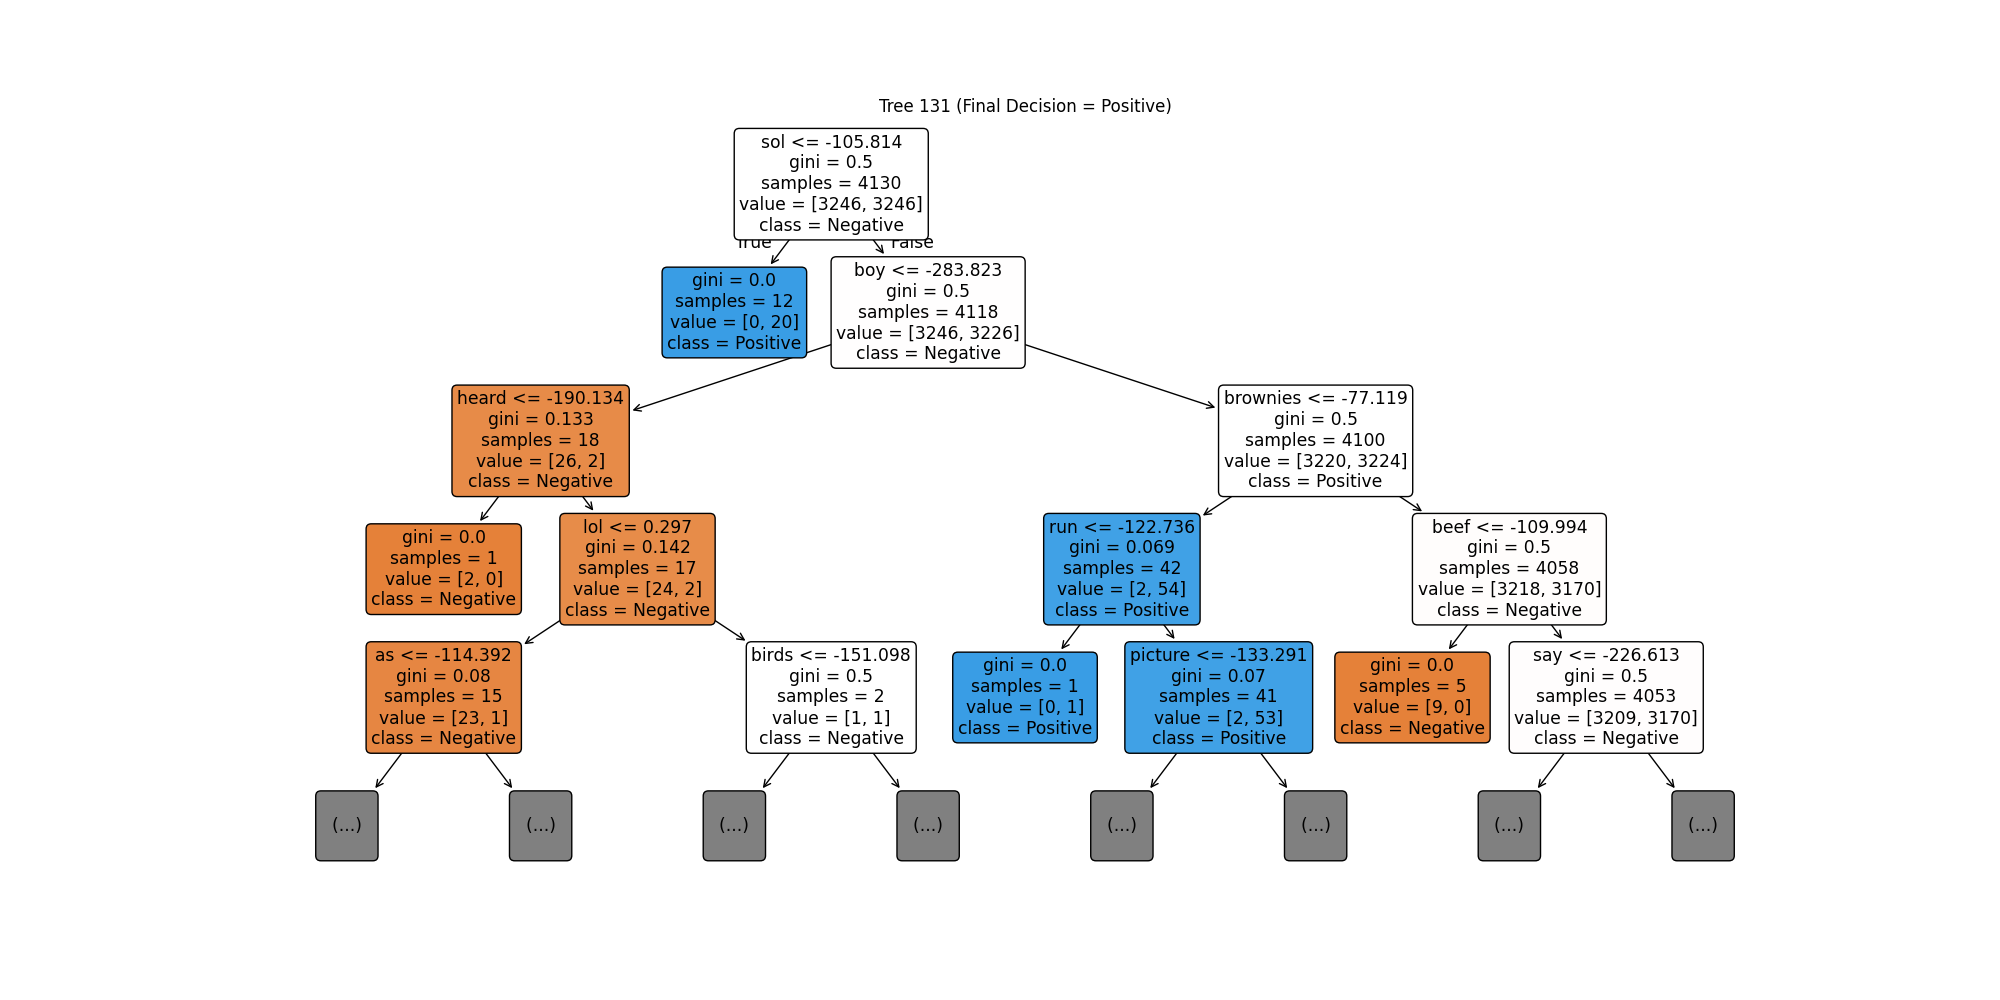 Tree 131 (Final Decision = Positive)
sol <= -105.814
gini = 0.5
samples = 4130
value = [3246, 3246]
class = Negative
True
False
gini = 0.0
samples = 12
value = [0, 20]
class = Positive
boy <= -283.823
gini = 0.5
samples = 4118
value = [3246, 3226]
class = Negative
heard <= -190.134
gini = 0.133
samples = 18
value = [26, 2]
class = Negative
brownies <= -77.119
gini = 0.5
samples = 4100
value = [3220, 3224]
class = Positive
gini = 0.0
samples = 1
value = [2, 0]
class = Negative
lol <= 0.297
gini = 0.142
samples = 17
value = [24, 2]
class = Negative
run <= -122.736
gini = 0.069
samples = 42
value = [2, 54]
class = Positive
beef <= -109.994
gini = 0.5
samples = 4058
value = [3218, 3170]
class = Negative
as <= -114.392
gini = 0.08
samples = 15
value = [23, 1]
class = Negative
birds <= -151.098
gini = 0.5
samples = 2
value = [1, 1]
class = Negative
gini = 0.0
samples = 1
value = [0, 1]
class = Positive
picture <= -133.291
gini = 0.07
samples = 41
value = [2, 53]
class = Positive
gini = 0.0
samples = 5
value = [9, 0]
class = Negative
say <= -226.613
gini = 0.5
samples = 4053
value = [3209, 3170]
class = Negative
(...)
(...)
(...)
(...)
(...)
(...)
(...)
(...)